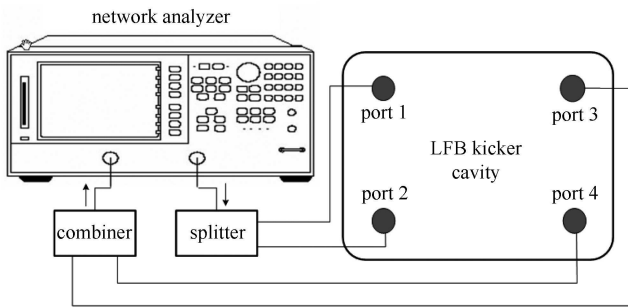 network analyzer
port 1
port 3
LFB kicker
cavity
port 2
port 4
combiner
splitter